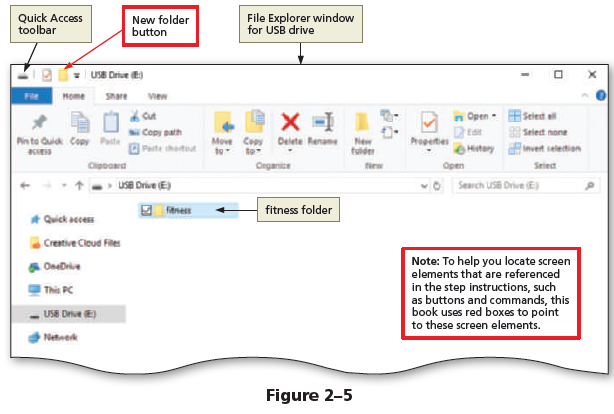 Quick Access
toolbar
New folder
button
File Explorer window
for USB drive
USB Drive (E:)
File Home Share View
Pin to Quick
access
Copy
Paste
Cut
Copy path
Paste shortcut
Clipboard
Move
to
Copy
to
Delete
Rename
Organize
New
folder
New
Properties
Open
Edit
History
Open
Select all
Select none
Invert selection
Select
USB Drive (E:)
Search USB Drive (E:)
Quick access
Creative Cloud Files
OneDrive
This PC
USB Drive (E:)
Network
fitness
fitness folder
Note: To help you locate screen
elements that are referenced
in the step instructions, such
as buttons and commands, this
book uses red boxes to point
to these screen elements.
Figure 2–5